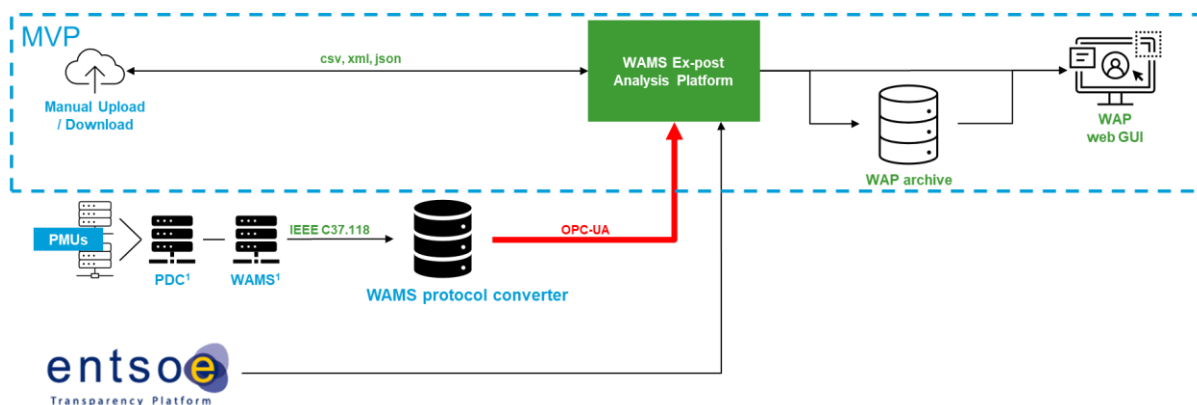 MVP
csv, xml, json
Manual Upload
/ Download
WAMS Ex-post
Analysis Platform
WAP
web GUI
WAP archive
PMUs
IEEE C37.118
OPC-UA
PDC¹
WAMS¹
WAMS protocol converter
entsoe
Transparency Platform